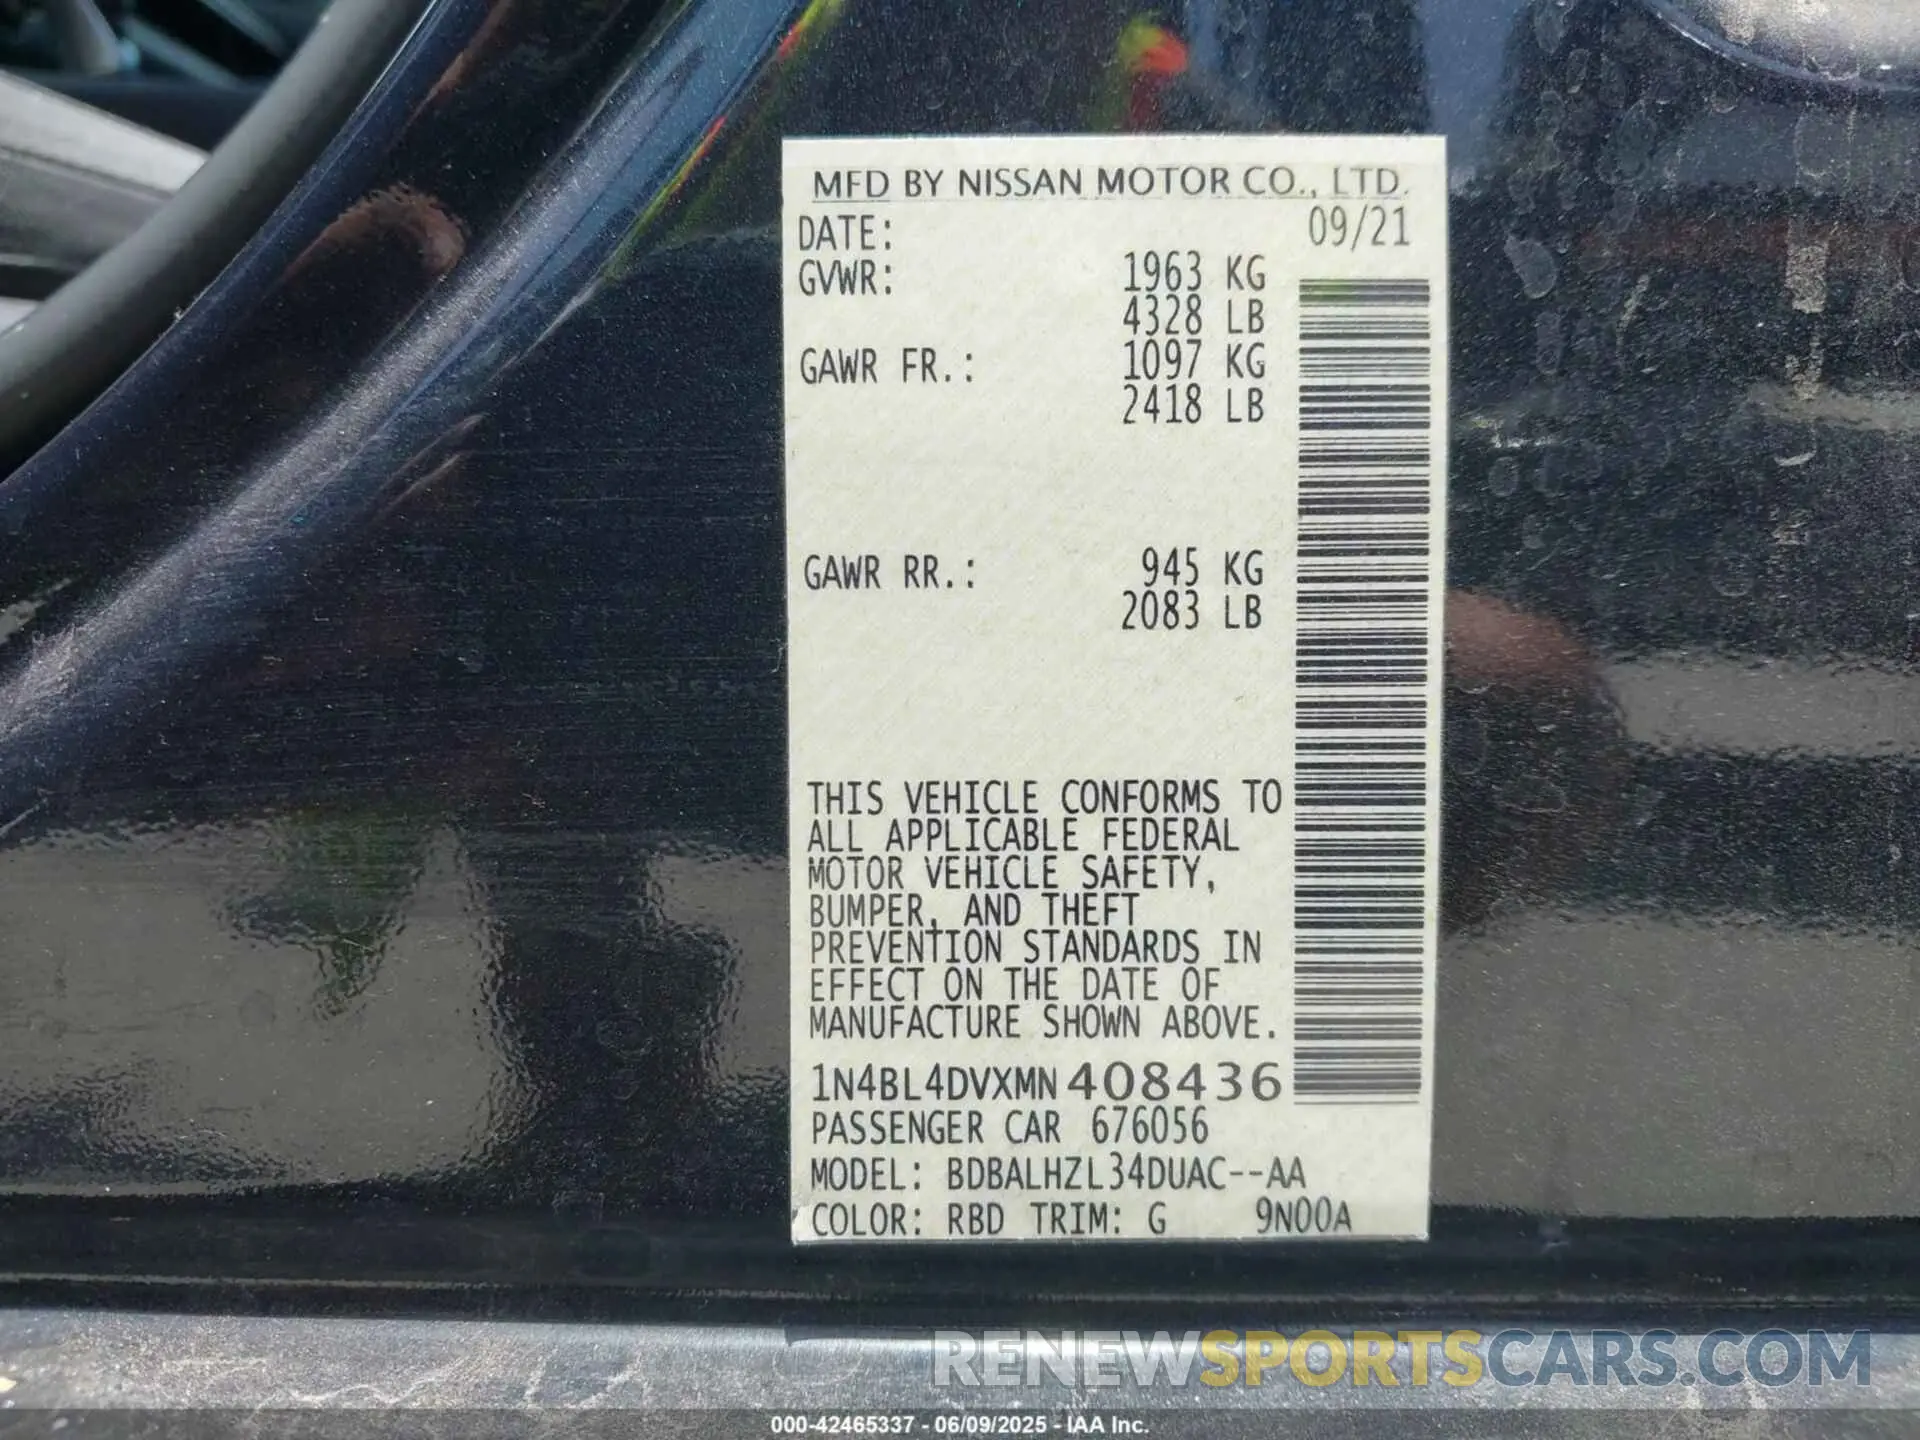 MFD BY NISSAN MOTOR CO., LTD.
DATE: 09/21
GVWR: 1963 KG
4328 LB
GAWR FR.: 1097 KG
2418 LB
GAWR RR.: 945 KG
2083 LB
THIS VEHICLE CONFORMS TO
ALL APPLICABLE FEDERAL
MOTOR VEHICLE SAFETY,
BUMPER, AND THEFT
PREVENTION STANDARDS IN
EFFECT ON THE DATE OF
MANUFACTURE SHOWN ABOVE.
1N4BL4DVXMN408436
PASSENGER CAR 676056
MODEL: BDBALHZL34DUAC--AA
COLOR: RBD TRIM: G 9N00A
RENEWSPORTSCARS.COM
000-42465337 - 06/09/2025 - IAA Inc.